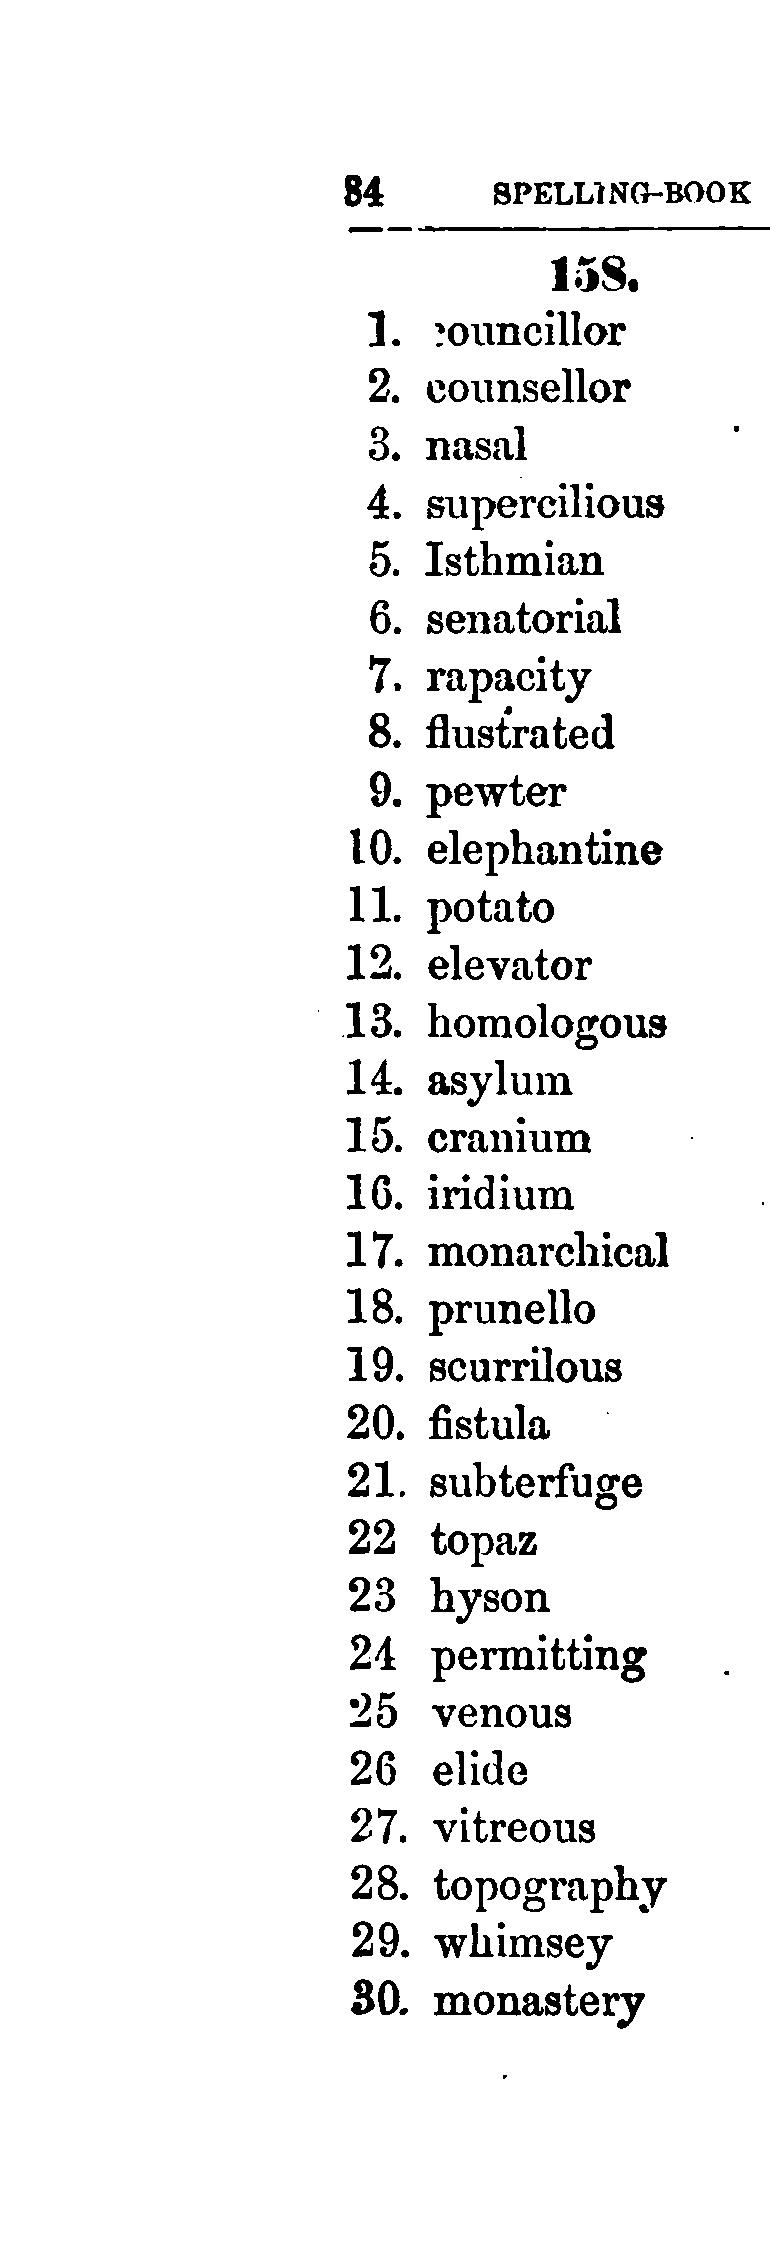 84 SPELLING-BOOK
158.
1. councillor
2. counsellor
3. nasal
4. supercilious
5. Isthmian
6. senatorial
7. rapacity
8. flustrated
9. pewter
10. elephantine
11. potato
12. elevator
13. homologous
14. asylum
15. cranium
16. iridium
17. monarchical
18. prunello
19. scurrilous
20. fistula
21. subterfuge
22 topaz
23 hyson
24 permitting
25 venous
26 elide
27. vitreous
28. topography
29. whimsey
30. monastery